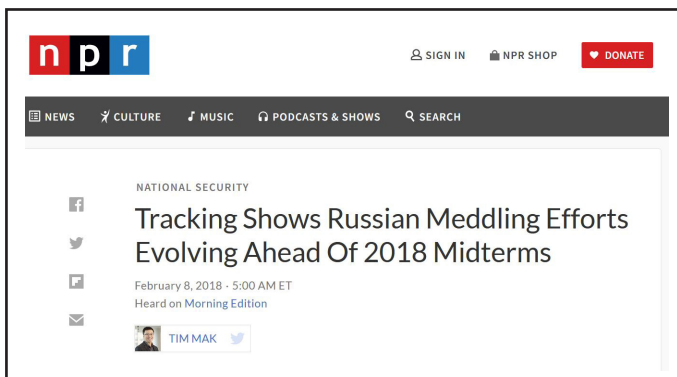 npr
SIGN IN NPR SHOP DONATE
NEWS CULTURE MUSIC PODCASTS & SHOWS SEARCH
NATIONAL SECURITY
Tracking Shows Russian Meddling Efforts
Evolving Ahead Of 2018 Midterms
February 8, 2018 · 5:00 AM ET
Heard on Morning Edition
TIM MAK